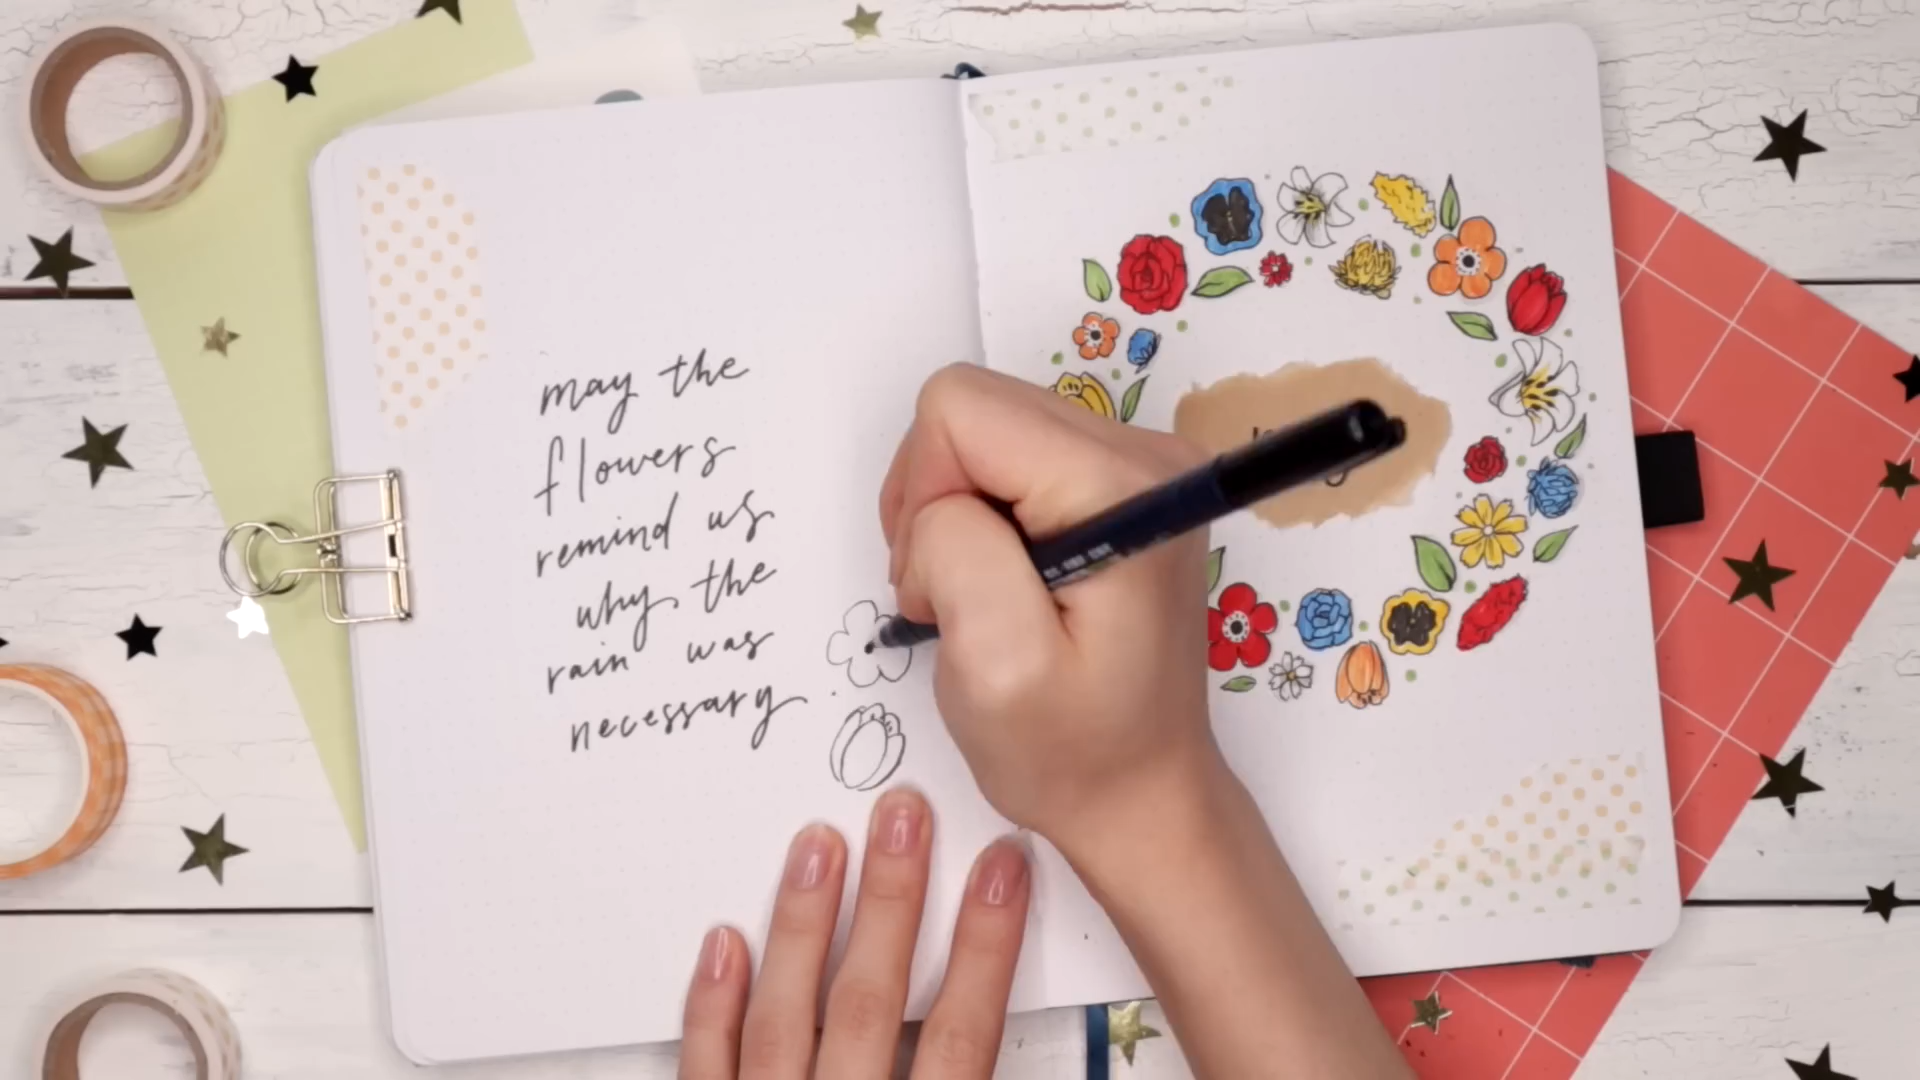 may the
flowers
remind us
why the
rain was
necessary.